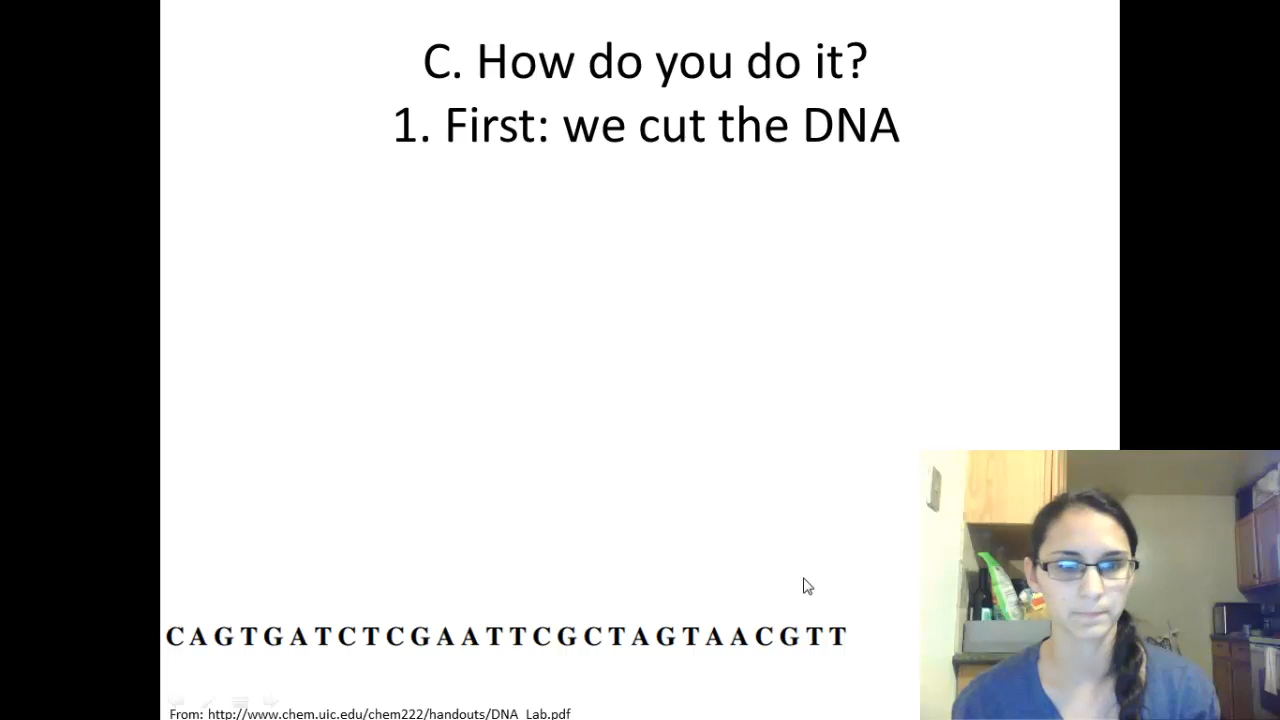 C. How do you do it?
1. First: we cut the DNA
C A G T G A T C T C G A A T T C G C T A G T A A C G T T
From: http://www.chem.uic.edu/chem222/handouts/DNA_Lab.pdf